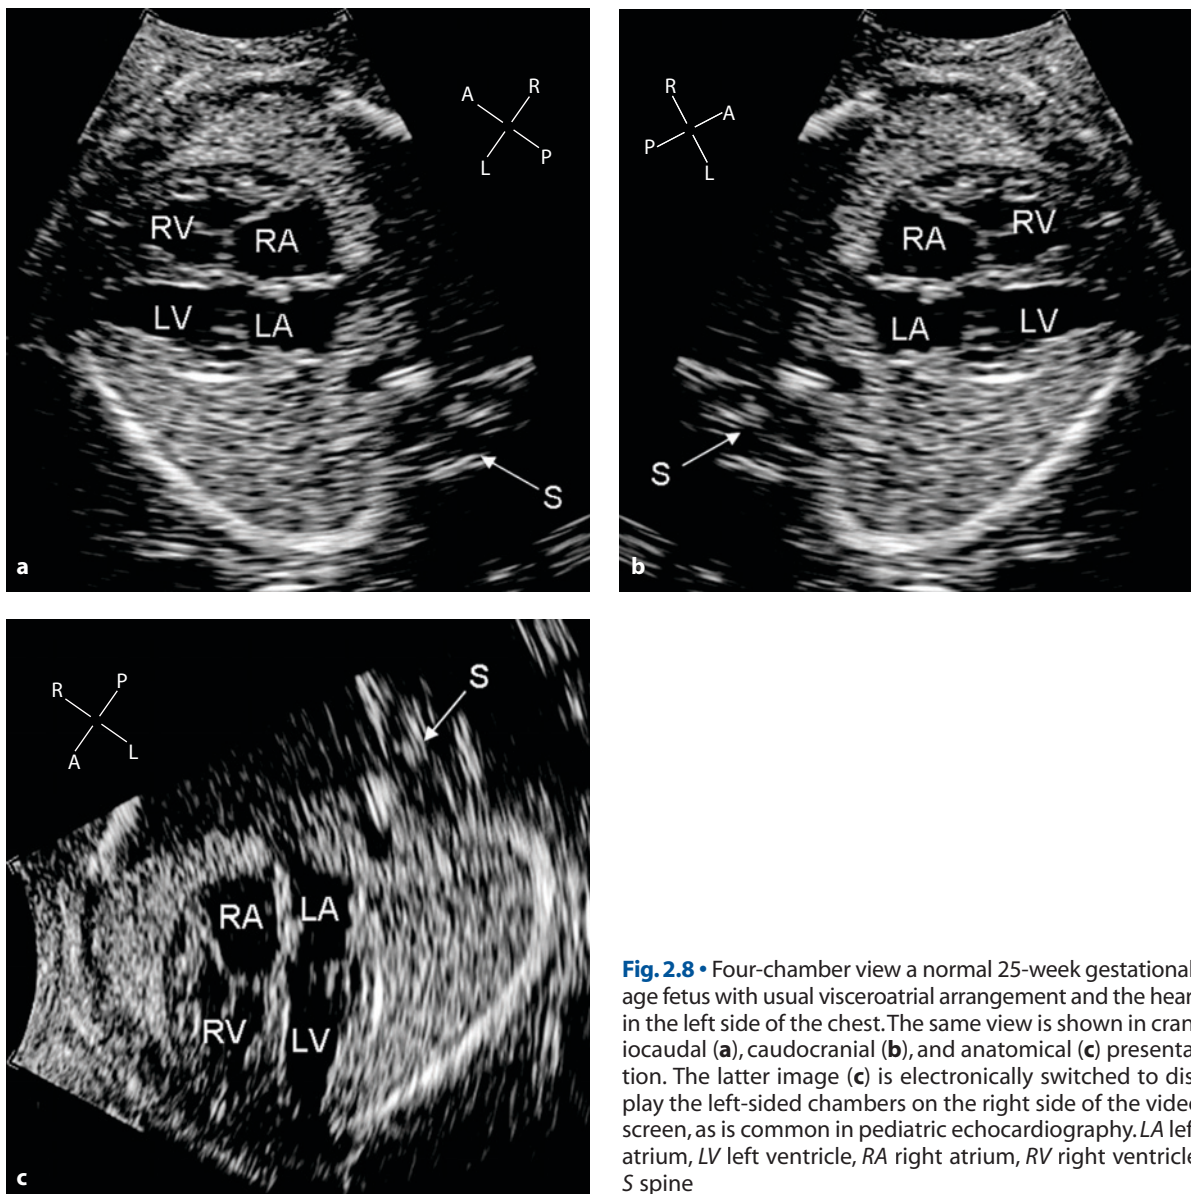 A R
L P
RV RA
LV LA
S
a
R
A
P
L
RA RV
LA LV
S
b
R P
A L
S
RA LA
RV LV
c
Fig. 2.8 • Four-chamber view a normal 25-week gestational
age fetus with usual visceroatrial arrangement and the hear
in the left side of the chest. The same view is shown in cran
iocaudal (a), caudocranial (b), and anatomical (c) presenta
tion. The latter image (c) is electronically switched to dis
play the left-sided chambers on the right side of the video
screen, as is common in pediatric echocardiography. LA lef
atrium, LV left ventricle, RA right atrium, RV right ventricle
S spine